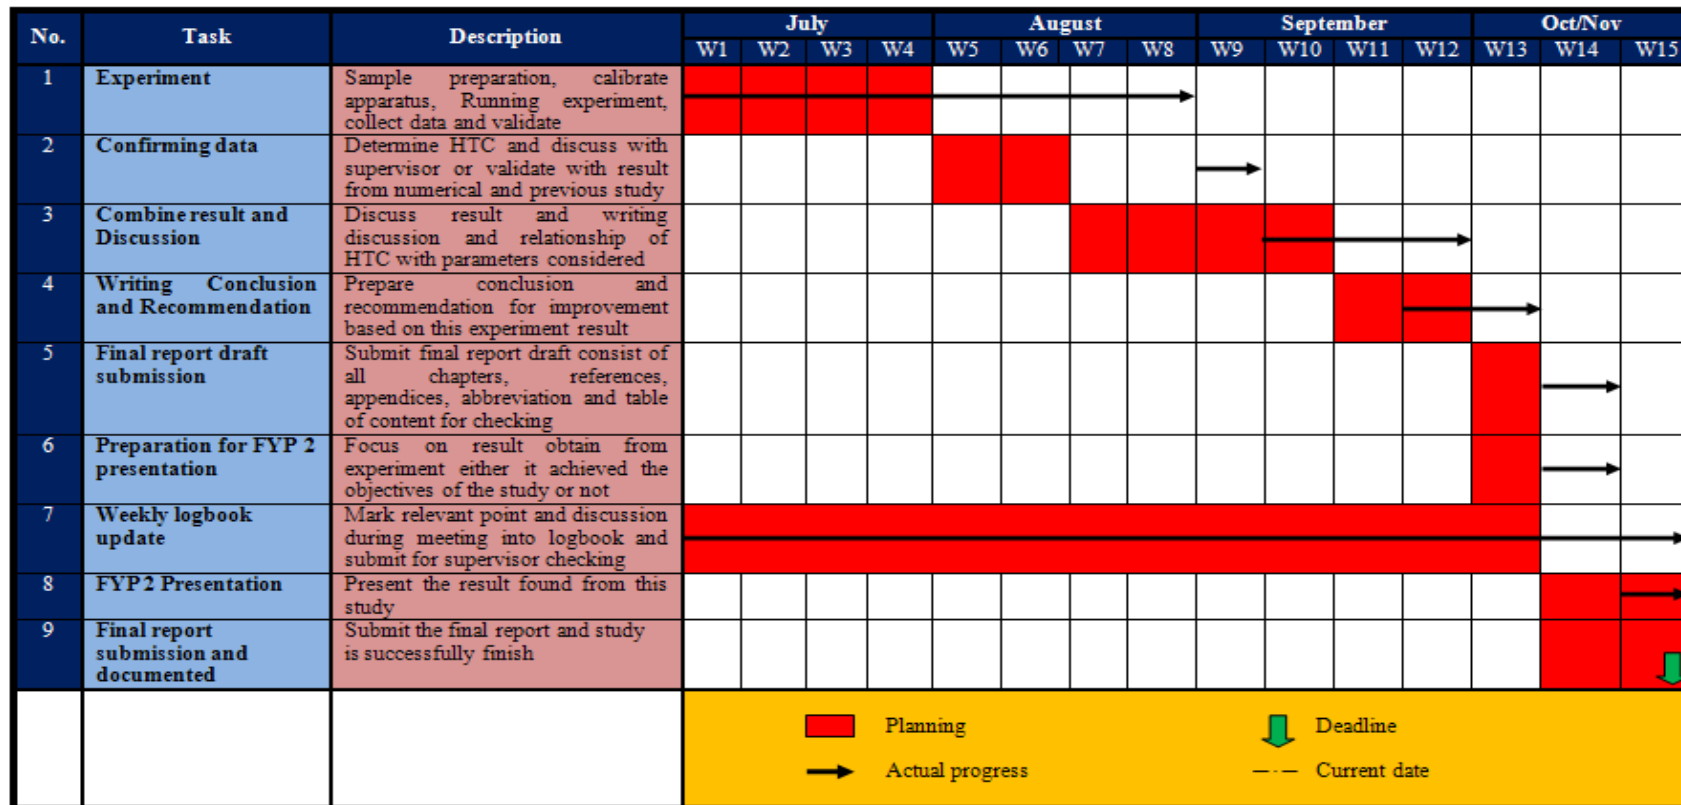 No. Task Description July August September Oct/Nov
W1 W2 W3 W4 W5 W6 W7 W8 W9 W10 W11 W12 W13 W14 W15
1 Experiment Sample preparation, calibrate
apparatus, Running experiment,
collect data and validate
2 Confirming data Determine HTC and discuss with
supervisor or validate with result
from numerical and previous study
3 Combine result and Discuss result and writing
Discussion discussion and relationship of
HTC with parameters considered
4 Writing Conclusion Prepare conclusion and
and Recommendation recommendation for improvement
based on this experiment result
5 Final report draft Submit final report draft consist of
submission all chapters, references,
appendices, abbreviation and table
of content for checking
6 Preparation for FYP 2 Focus on result obtain from
presentation experiment either it achieved the
objectives of the study or not
7 Weekly logbook Mark relevant point and discussion
update during meeting into logbook and
submit for supervisor checking
8 FYP2 Presentation Present the result found from this
study
9 Final report Submit the final report and study
submission and is successfully finish
documented
Planning Deadline
Actual progress Current date